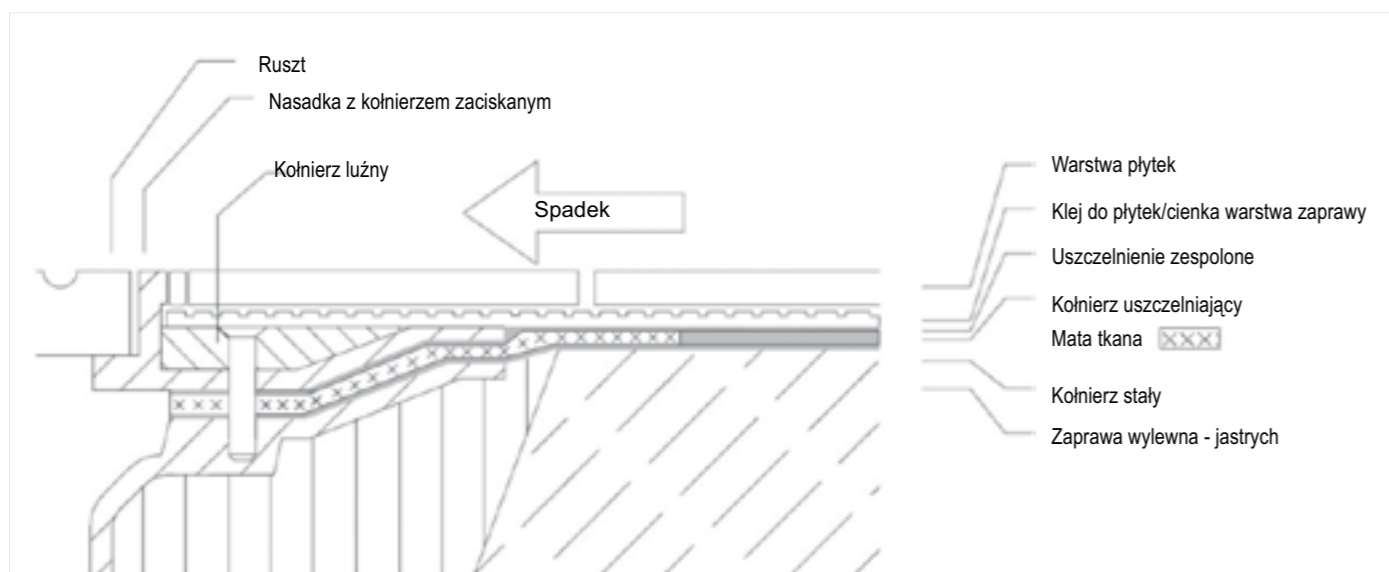 Ruszt
Nasadka z kołnierzem zaciskanym
Kołnierz luźny
Spadek
Warstwa płytek
Klej do płytek/cienka warstwa zaprawy
Uszczelnienie zespolone
Kołnierz uszczelniający
Mata tkana
Kołnierz stały
Zaprawa wylewna - jastrych